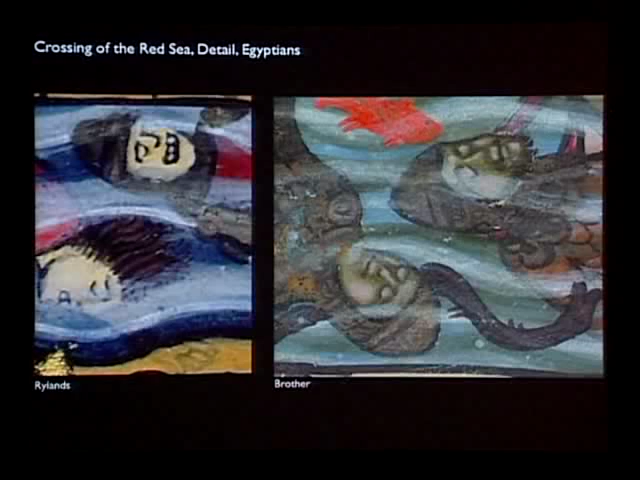 Crossing of the Red Sea, Detail, Egyptians
Rylands
Brother